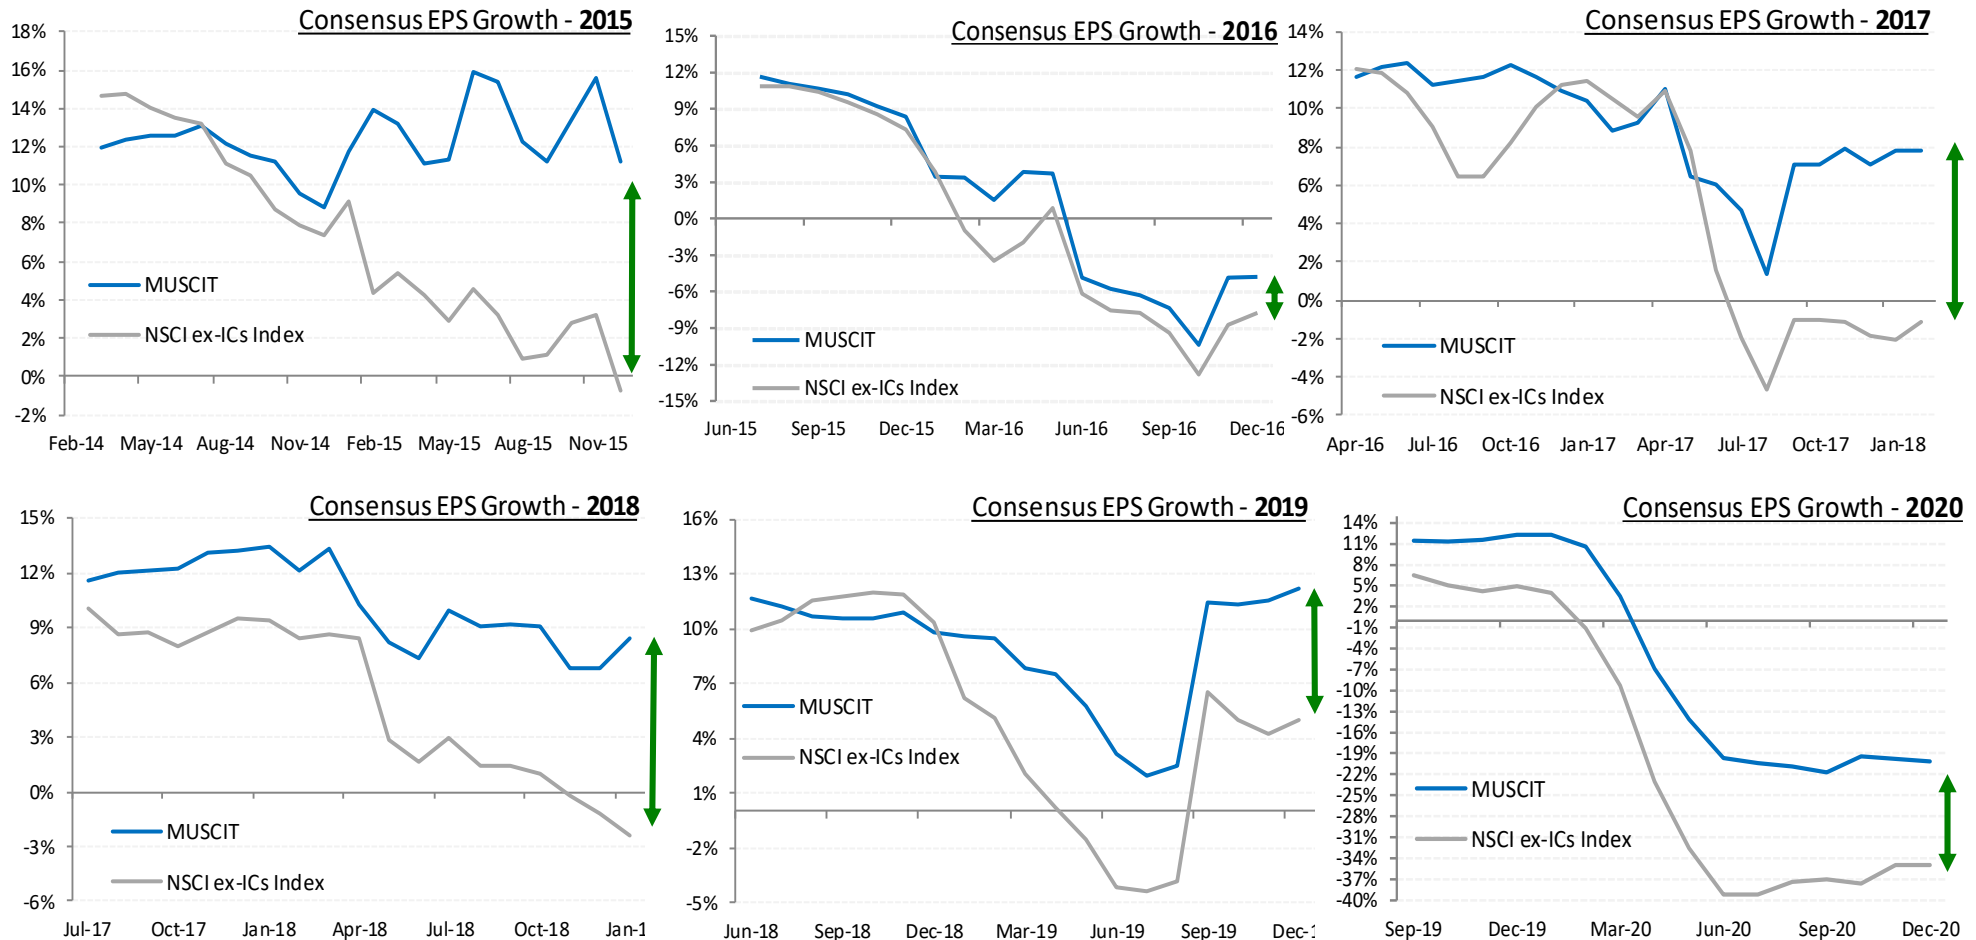 Consensus EPS Growth - 2015
18%
16%
14%
12%
10%
8%
6%
4%
2%
0%
-2%
MUSCIT
NSCI ex-ICs Index
Feb-14 May-14 Aug-14 Nov-14 Feb-15 May-15 Aug-15 Nov-15
Consensus EPS Growth - 2016
15%
12%
9%
6%
3%
0%
-3%
-6%
-9%
-12%
-15%
MUSCIT
NSCI ex-ICs Index
Jun-15 Sep-15 Dec-15 Mar-16 Jun-16 Sep-16 Dec-16
Consensus EPS Growth - 2017
14%
12%
10%
8%
6%
4%
2%
0%
-2%
-4%
-6%
MUSCIT
NSCI ex-ICs Index
Apr-16 Jul-16 Oct-16 Jan-17 Apr-17 Jul-17 Oct-17 Jan-18
Consensus EPS Growth - 2018
15%
12%
9%
6%
3%
0%
-3%
-6%
MUSCIT
NSCI ex-ICs Index
Jul-17 Oct-17 Jan-18 Apr-18 Jul-18 Oct-18 Jan-1
Consensus EPS Growth - 2019
16%
13%
10%
7%
4%
1%
-2%
-5%
MUSCIT
NSCI ex-ICs Index
Jun-18 Sep-18 Dec-18 Mar-19 Jun-19 Sep-19 Dec-1
Consensus EPS Growth - 2020
14%
11%
8%
5%
2%
-1%
-4%
-7%
-10%
-13%
-16%
-19%
-22%
-25%
-28%
-31%
-34%
-37%
-40%
MUSCIT
NSCI ex-ICs Index
Sep-19 Dec-19 Mar-20 Jun-20 Sep-20 Dec-20